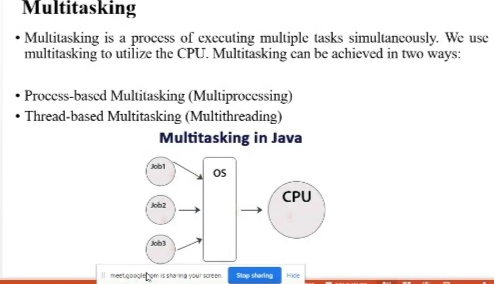 Multitasking
• Multitasking is a process of executing multiple tasks simultaneously. We use
multitasking to utilize the CPU. Multitasking can be achieved in two ways:
• Process-based Multitasking (Multiprocessing)
• Thread-based Multitasking (Multithreading)
Multitasking in Java
Job1
OS
Job2
CPU
Job3
is sharing your screen.
Stop sharing
Hide